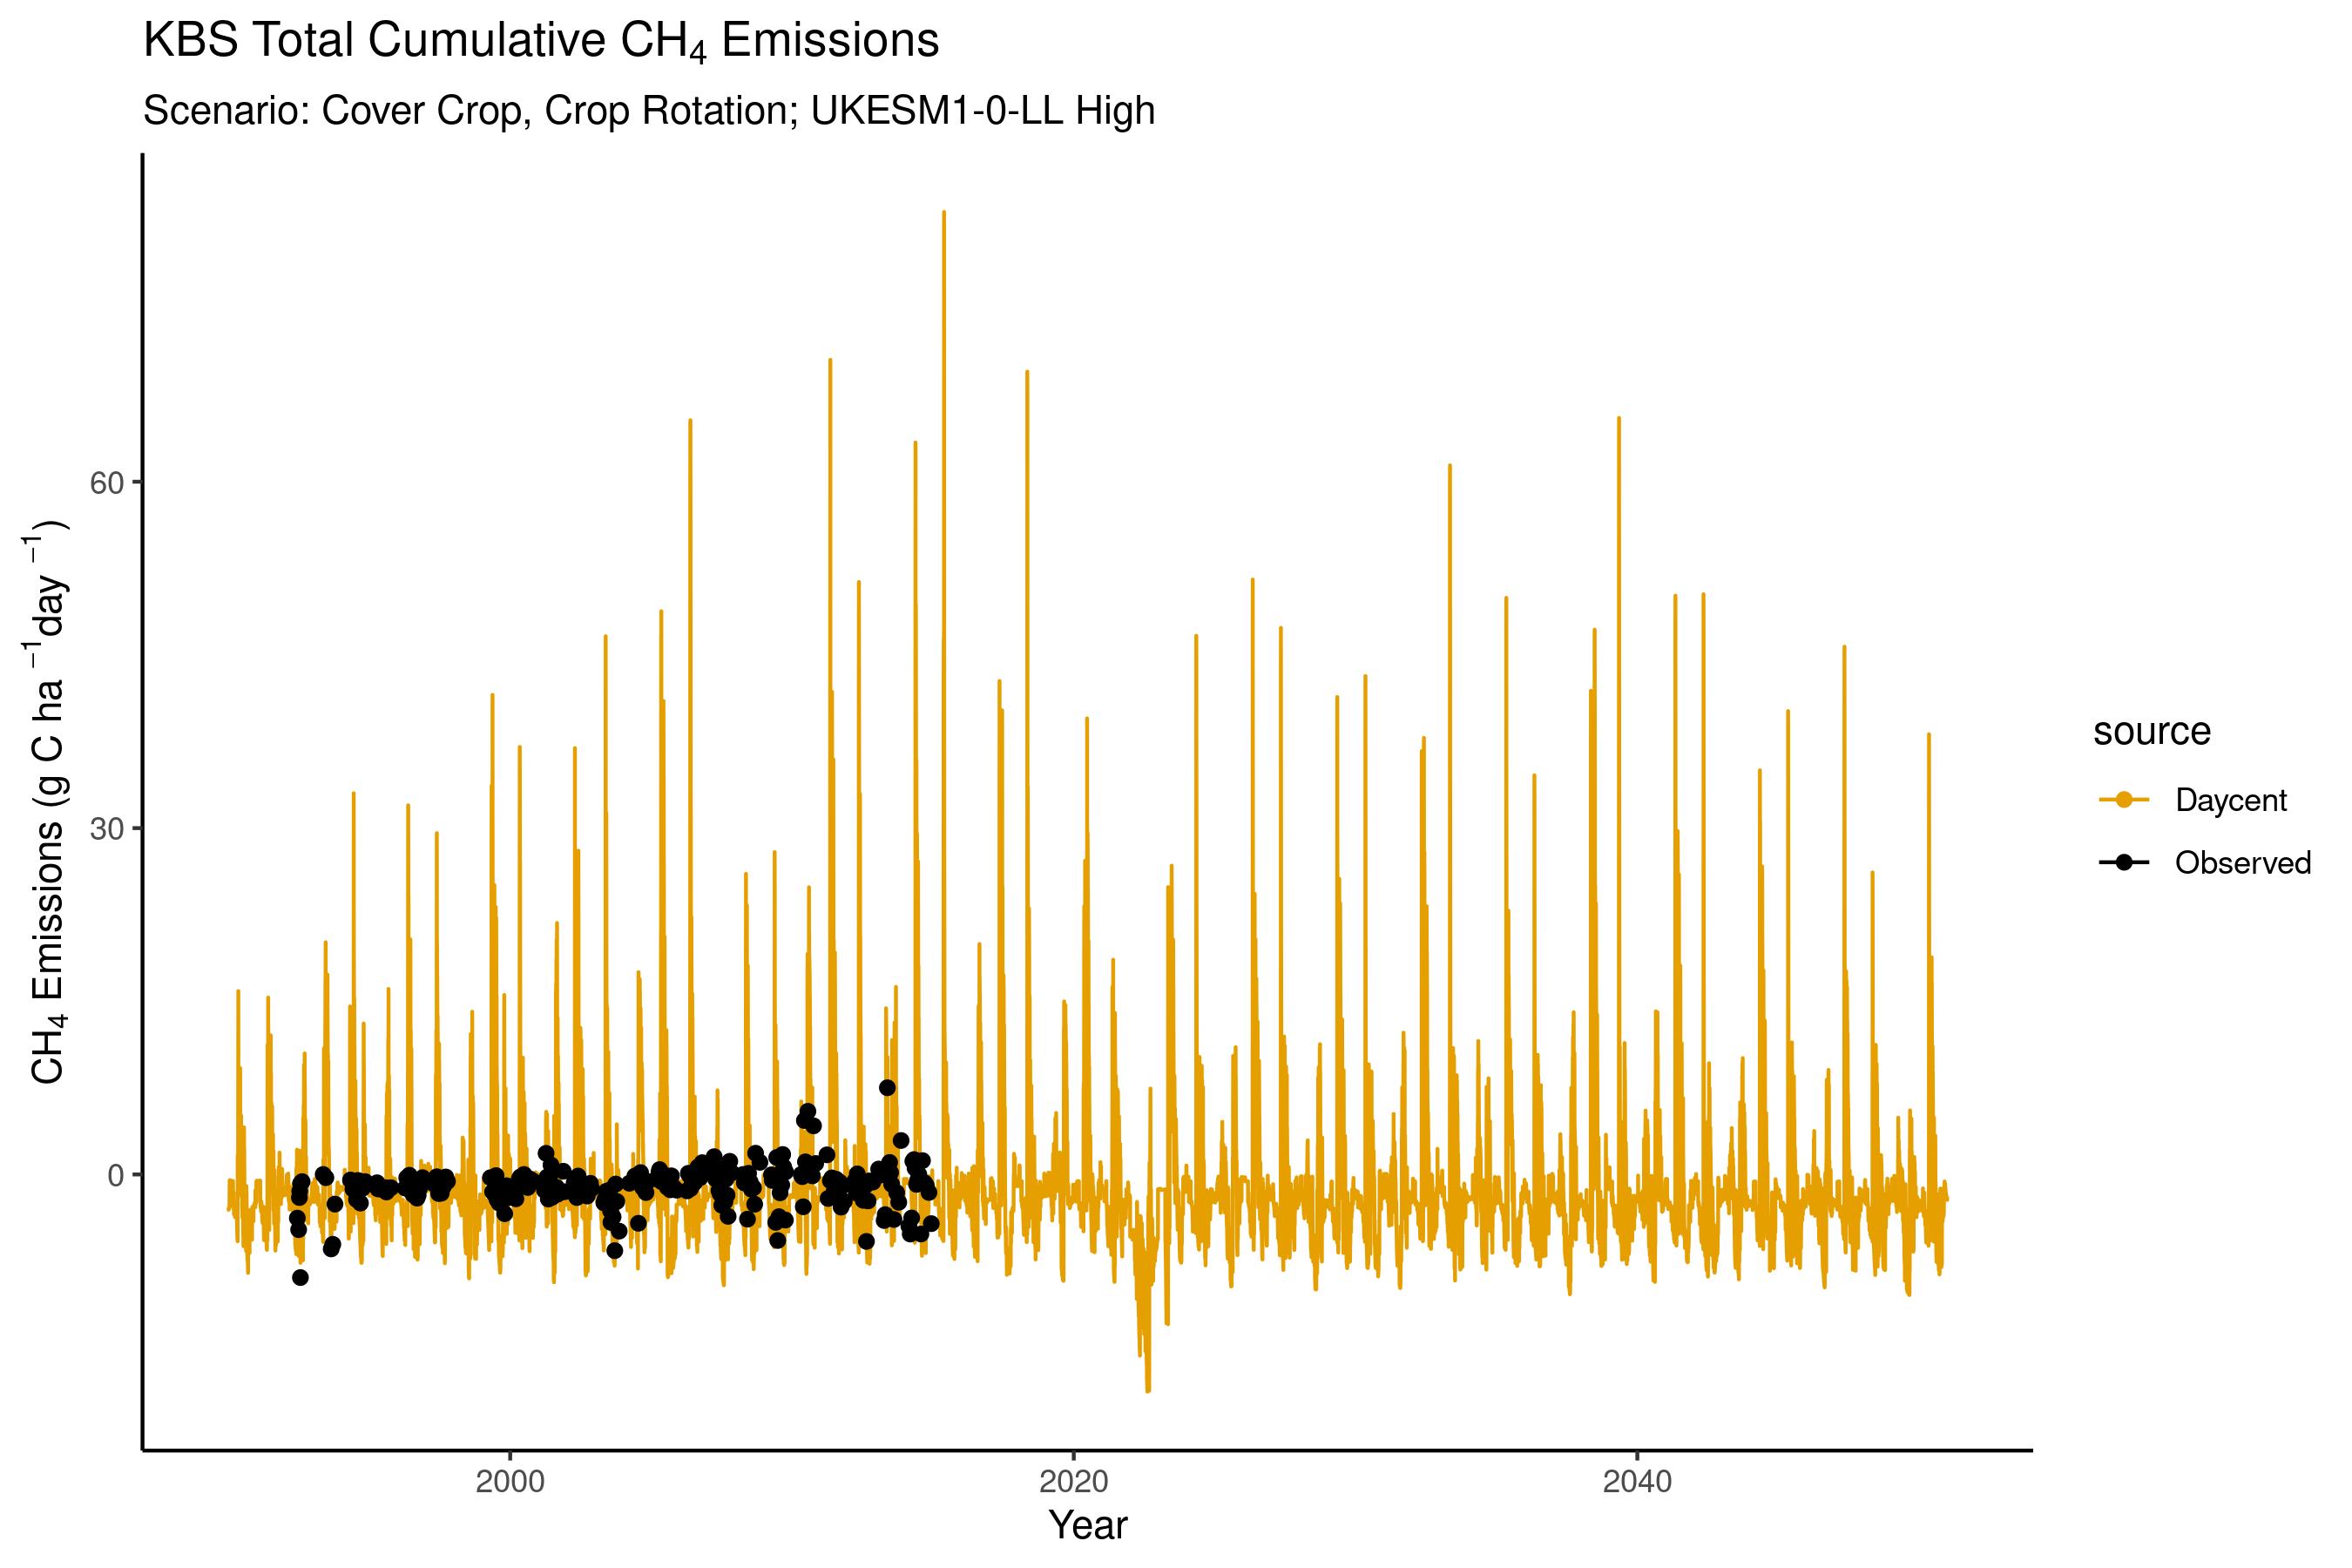 KBS Total Cumulative CH₄ Emissions
Scenario: Cover Crop, Crop Rotation; UKESM1-0-LL High
CH₄ Emissions (g C ha ⁻¹day ⁻¹)
60
30
0
2000
2020
2040
Year
source
Daycent
Observed